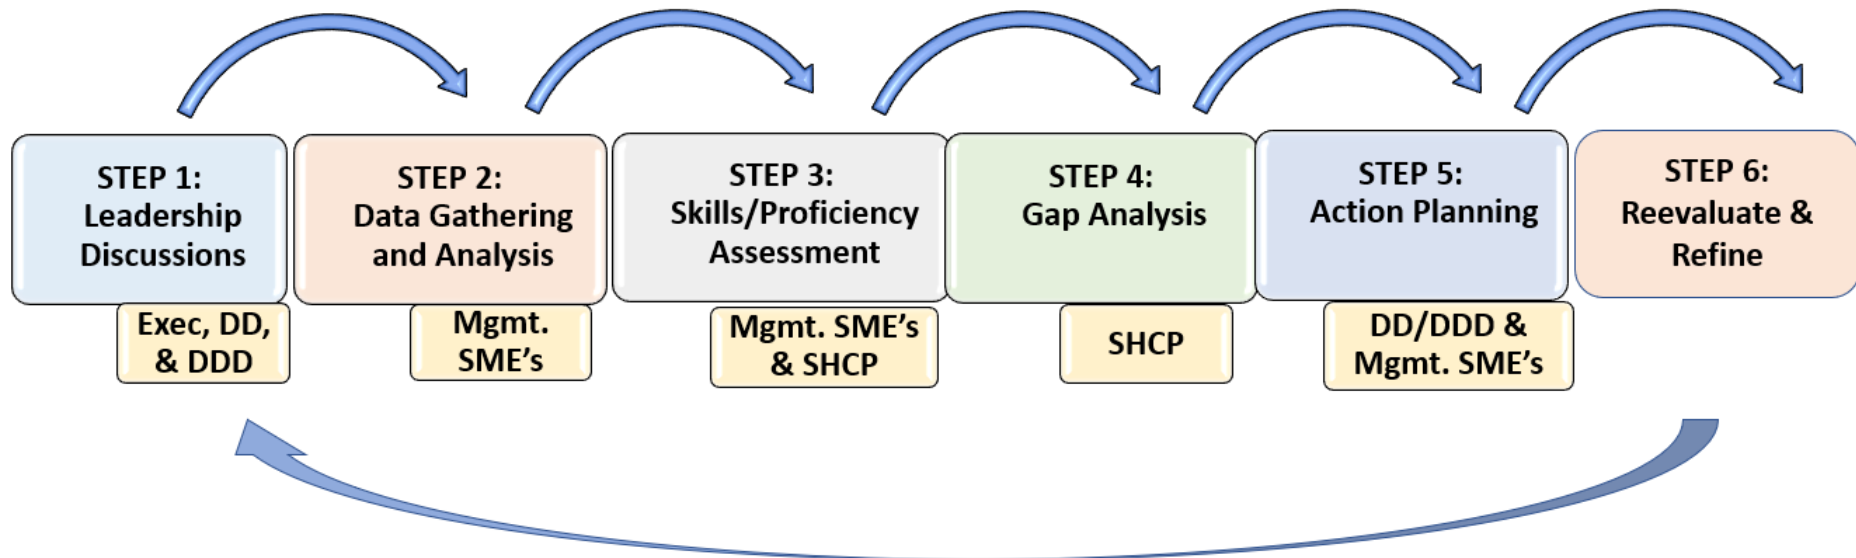 STEP 1:
Leadership
Discussions
Exec, DD,
& DDD
STEP 2:
Data Gathering
and Analysis
Mgmt.
SME’s
STEP 3:
Skills/Proficiency
Assessment
Mgmt. SME’s
& SHCP
STEP 4:
Gap Analysis
SHCP
STEP 5:
Action Planning
DD/DDD &
Mgmt. SME’s
STEP 6:
Reevaluate &
Refine